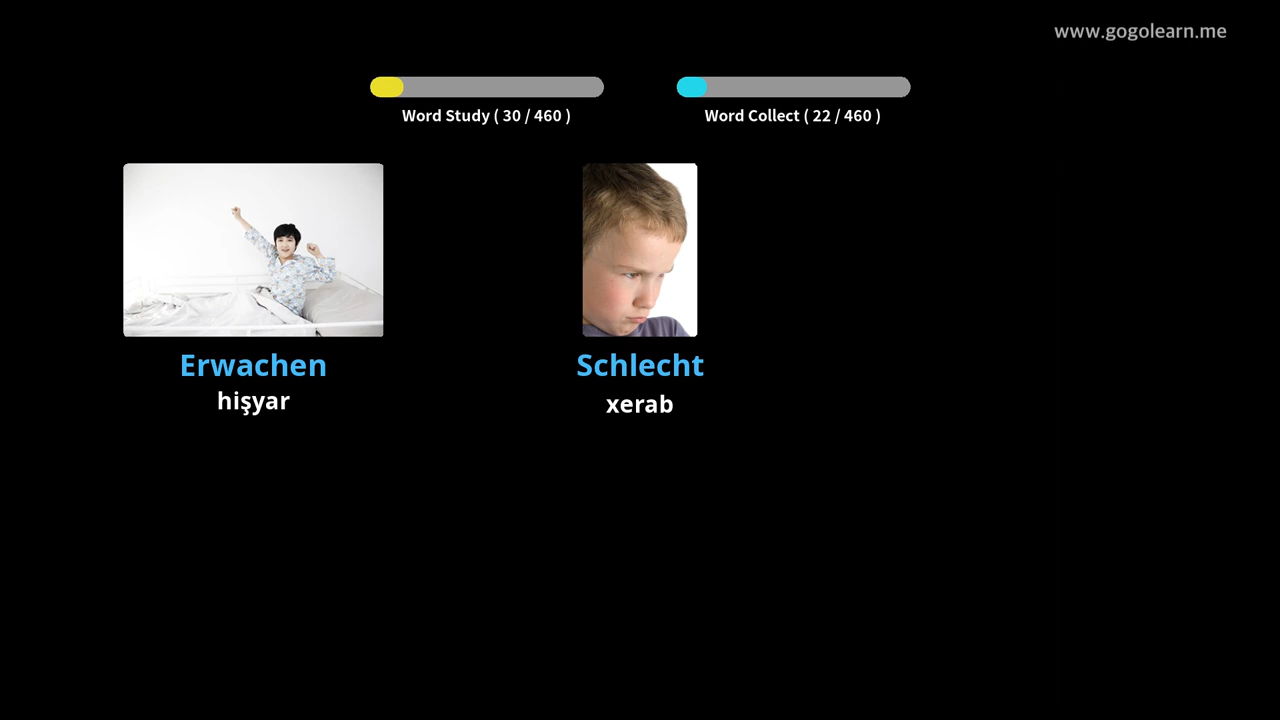 www.gogolearn.me
Word Study ( 30 / 460 )
Word Collect ( 22 / 460 )
Erwachen
hişyar
Schlecht
xerab